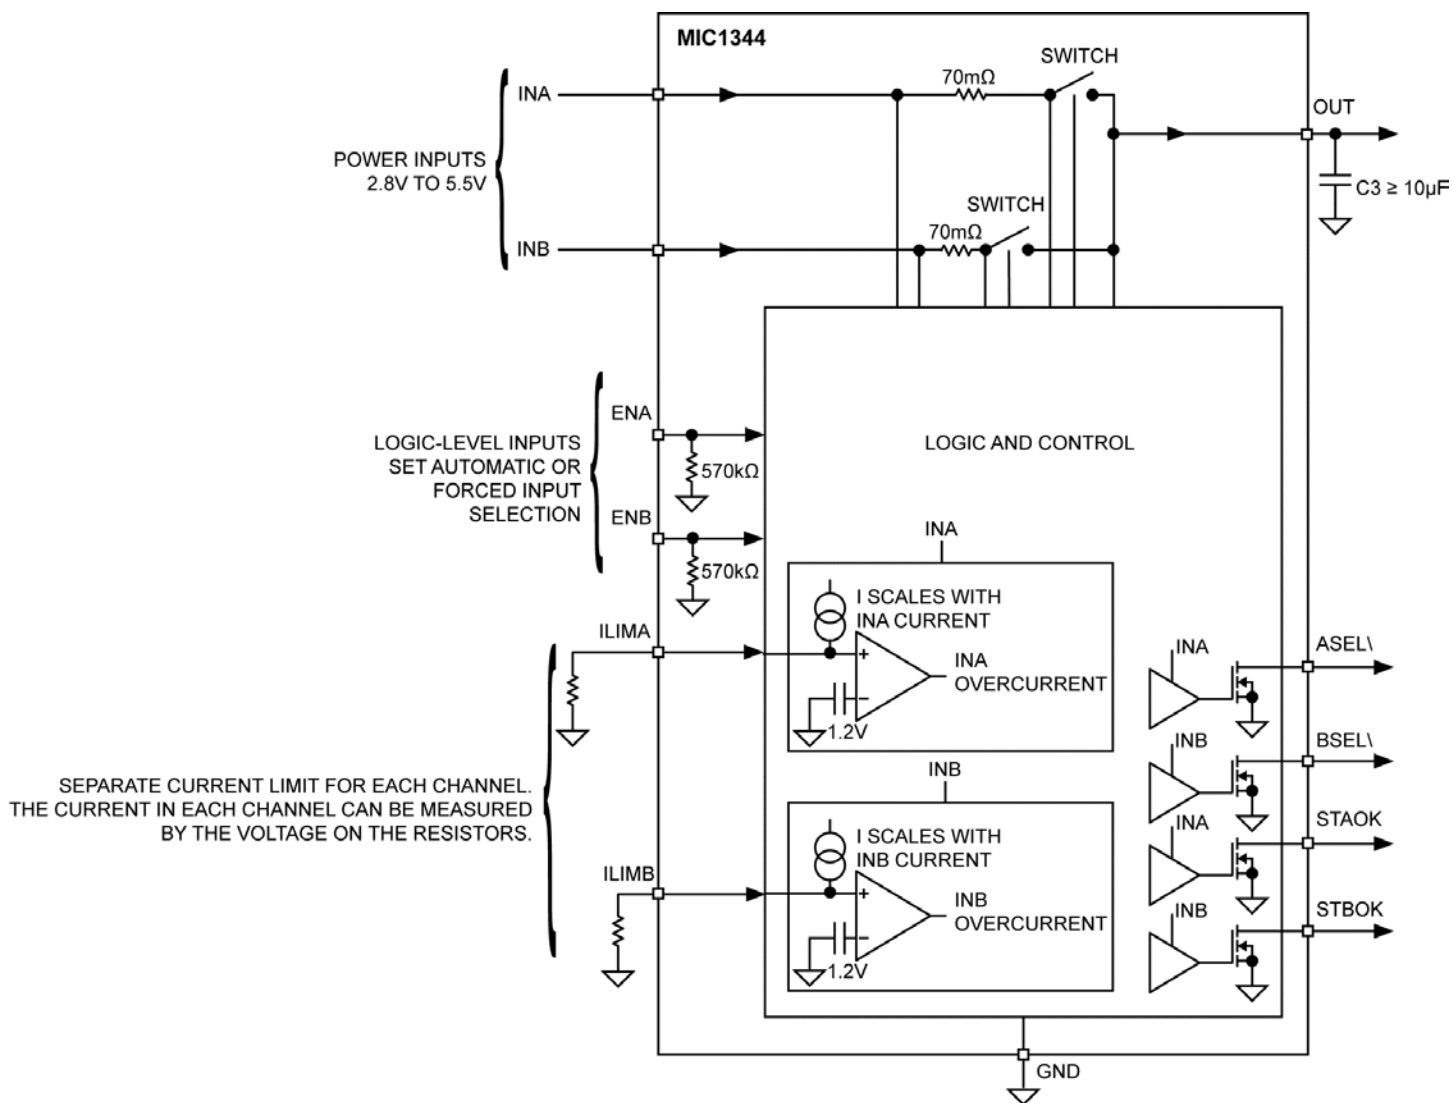 MIC1344
SWITCH
70mΩ
INA
OUT
POWER INPUTS
2.8V TO 5.5V
C3 ≥ 10µF
SWITCH
70mΩ
INB
ENA
LOGIC-LEVEL INPUTS
SET AUTOMATIC OR
FORCED INPUT
SELECTION
570kΩ
LOGIC AND CONTROL
ENB
570kΩ
INA
I SCALES WITH
INA CURRENT
ILIMA
+
INA
OVERCURRENT
−
1.2V
INA
ASEL\
INB
BSEL\
SEPARATE CURRENT LIMIT FOR EACH CHANNEL.
THE CURRENT IN EACH CHANNEL CAN BE MEASURED
BY THE VOLTAGE ON THE RESISTORS.
INB
I SCALES WITH
INB CURRENT
ILIMB
+
INB
OVERCURRENT
−
1.2V
INA
STAOK
INB
STBOK
GND